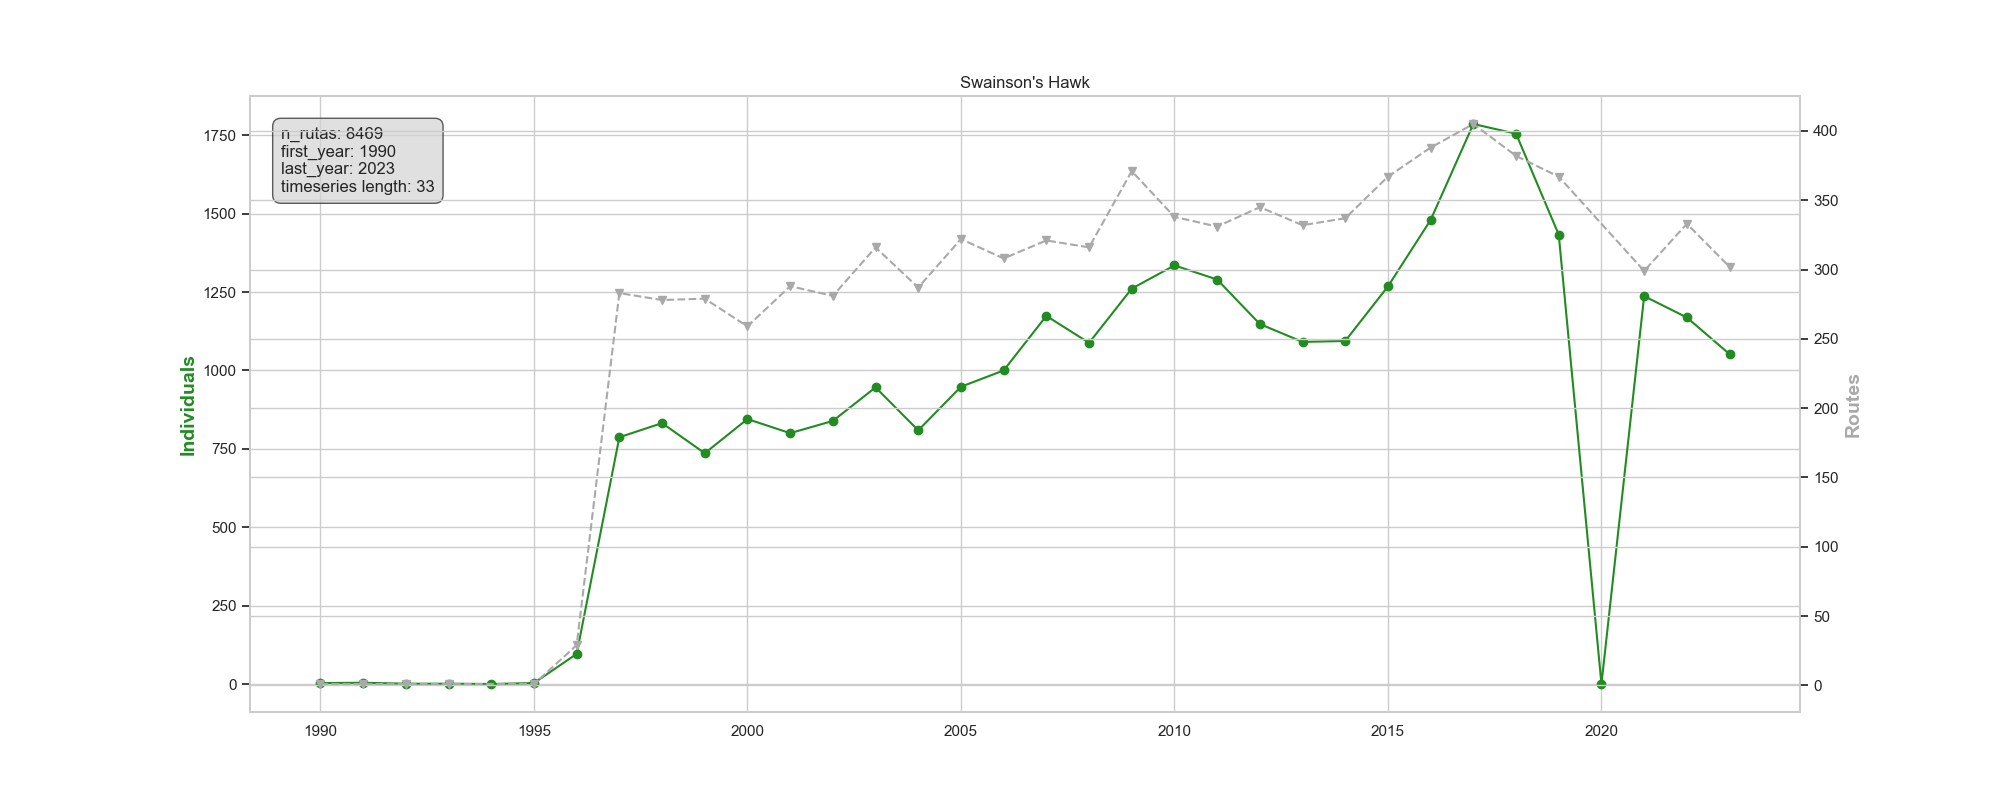 Swainson's Hawk
n_rutas: 8469
first_year: 1990
last_year: 2023
timeseries length: 33
1750
1500
1250
1000
750
500
250
0
Individuals
400
350
300
250
200
150
100
50
0
Routes
1990 1995 2000 2005 2010 2015 2020